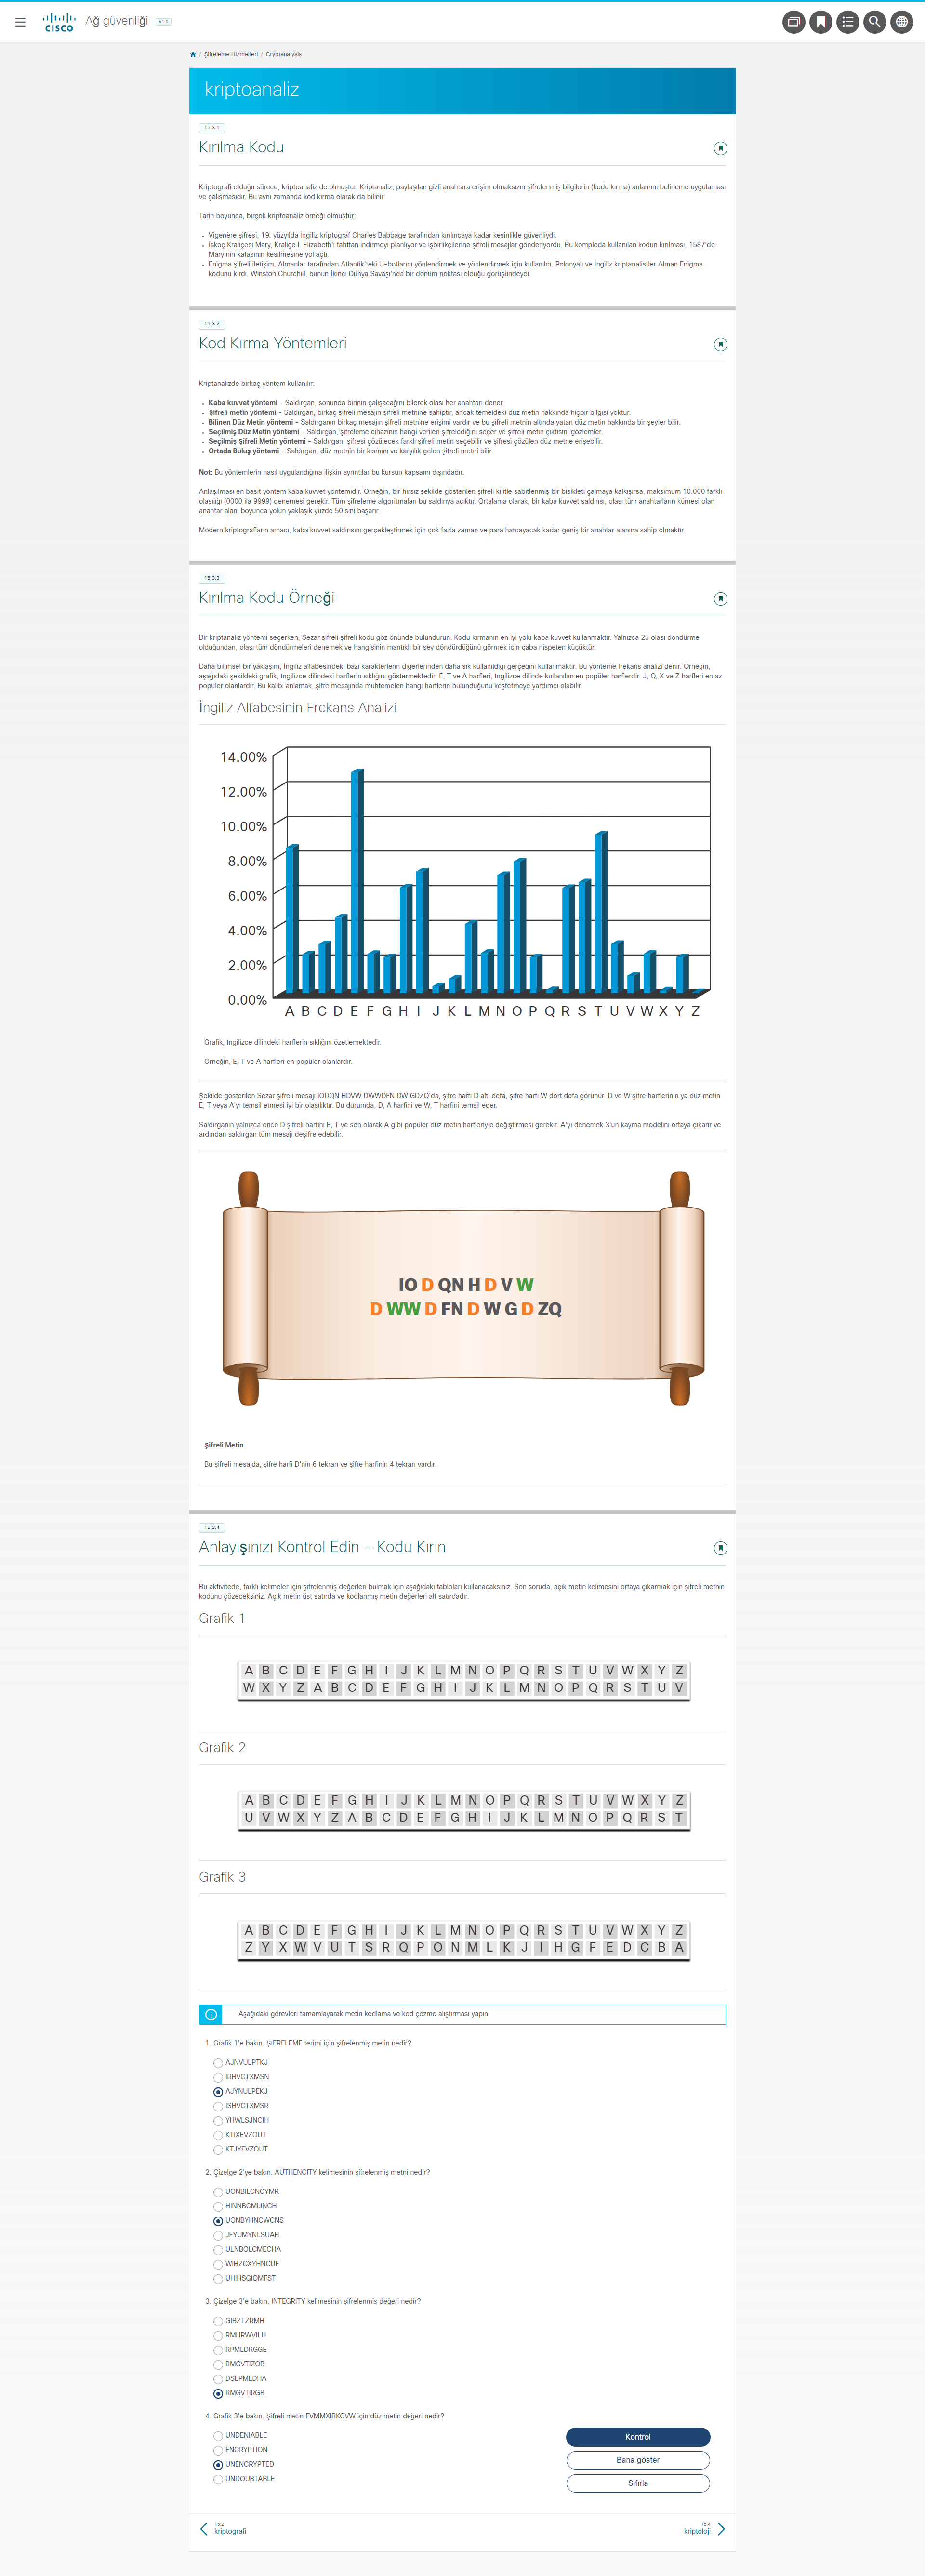 CISCO
Ağ güvenliği v1.0
/ Şifreleme Hizmetleri / Cryptanalysis
kriptoanaliz
15.3.1
Kırılma Kodu
Kriptografi olduğu sürece, kriptoanaliz de olmuştur. Kriptanaliz, paylaşılan gizli anahtara erişim olmaksızın şifrelenmiş bilgilerin (kodu kırma) anlamını belirleme uygulaması
ve çalışmasıdır. Bu aynı zamanda kod kırma olarak da bilinir.
Tarih boyunca, birçok kriptoanaliz örneği olmuştur:
• Vigenère şifresi, 19. yüzyılda İngiliz kriptograf Charles Babbage tarafından kırılıncaya kadar kesinlikle güvenliydi.
• İskoç Kraliçesi Mary, Kraliçe I. Elizabeth'i tahttan indirmeyi planlıyor ve işbirlikçilerine şifreli mesajlar gönderiyordu. Bu komploda kullanılan kodun kırılması, 1587'de
Mary'nin kafasının kesilmesine yol açtı.
• Enigma şifreli iletişim, Almanlar tarafından Atlantik'teki U-botlarını yönlendirmek ve yönlendirmek için kullanıldı. Polonyalı ve İngiliz kriptanalistler Alman Enigma
kodunu kırdı. Winston Churchill, bunun İkinci Dünya Savaşı'nda bir dönüm noktası olduğu görüşündeydi.
15.3.2
Kod Kırma Yöntemleri
Kriptanalizde birkaç yöntem kullanılır:
• Kaba kuvvet yöntemi - Saldırgan, sonunda birinin çalışacağını bilerek olası her anahtarı dener.
• Şifreli metin yöntemi - Saldırgan, birkaç şifreli mesajın şifreli metnine sahiptir, ancak temeldeki düz metin hakkında hiçbir bilgisi yoktur.
• Bilinen Düz Metin yöntemi - Saldırganın birkaç mesajın şifreli metnine erişimi vardır ve bu şifreli metnin altında yatan düz metin hakkında bir şeyler bilir.
• Seçilmiş Düz Metin yöntemi - Saldırgan, şifreleme cihazının hangi verileri şifrelediğini seçer ve şifreli metin çıktısını gözlemler.
• Seçilmiş Şifreli Metin yöntemi - Saldırgan, şifresi çözülecek farklı şifreli metin seçebilir ve şifresi çözülen düz metne erişebilir.
• Ortada Buluş yöntemi - Saldırgan, düz metnin bir kısmını ve karşılık gelen şifreli metni bilir.
Not: Bu yöntemlerin nasıl uygulandığına ilişkin ayrıntılar bu kursun kapsamı dışındadır.
Anlaşılması en basit yöntem kaba kuvvet yöntemidir. Örneğin, bir hırsız şekilde gösterilen şifreli kilitle sabitlenmiş bir bisikleti çalmaya kalkışırsa, maksimum 10.000 farklı
olasılığı (0000 ila 9999) denemesi gerekir. Tüm şifreleme algoritmaları bu saldırıya açıktır. Ortalama olarak, bir kaba kuvvet saldırısı, olası tüm anahtarların kümesi olan
anahtar alanı boyunca yolun yaklaşık yüzde 50'sini başarır.
Modern kriptografların amacı, kaba kuvvet saldırısını gerçekleştirmek için çok fazla zaman ve para harcayacak kadar geniş bir anahtar alanına sahip olmaktır.
15.3.3
Kırılma Kodu Örneği
Bir kriptanaliz yöntemi seçerken, Sezar şifreli şifreli kodu göz önünde bulundurun. Kodu kırmanın en iyi yolu kaba kuvvet kullanmaktır. Yalnızca 25 olası döndürme
olduğundan, olası tüm döndürmeleri denemek ve hangisinin mantıklı bir şey döndürdüğünü görmek için çaba nispeten küçüktür.
Daha bilimsel bir yaklaşım, İngiliz alfabesindeki bazı karakterlerin diğerlerinden daha sık kullanıldığı gerçeğini kullanmaktır. Bu yönteme frekans analizi denir. Örneğin,
aşağıdaki şekildeki grafik, İngilizce dilindeki harflerin sıklığını göstermektedir. E, T ve A harfleri, İngilizce dilinde kullanılan en popüler harflerdir. J, Q, X ve Z harfleri en az
popüler olanlardır. Bu kalıbı anlamak, şifre mesajında muhtemelen hangi harflerin bulunduğunu keşfetmeye yardımcı olabilir.
İngiliz Alfabesinin Frekans Analizi
14.00%
12.00%
10.00%
8.00%
6.00%
4.00%
2.00%
0.00%
A B C D E F G H I J K L M N O P Q R S T U V W X Y Z
Grafik, İngilizce dilindeki harflerin sıklığını özetlemektedir.
Örneğin, E, T ve A harfleri en popüler olanlardır.
Şekilde gösterilen Sezar şifreli mesajı IODQN HDVW DWWDFN DW GDZQ'da, şifre harfi D altı defa, şifre harfi W dört defa görünür. D ve W şifre harflerinin ya düz metin
E, T veya A'yı temsil etmesi iyi bir olasılıktır. Bu durumda, D, A harfini ve W, T harfini temsil eder.
Saldırganın yalnızca önce D şifreli harfini E, T ve son olarak A gibi popüler düz metin harfleriyle değiştirmesi gerekir. A'yı denemek 3'ün kayma modelini ortaya çıkarır ve
ardından saldırgan tüm mesajı deşifre edebilir.
IO D QN H D V W
D WW D FN D W G D ZQ
Şifreli Metin
Bu şifreli mesajda, şifre harfi D'nin 6 tekrarı ve şifre harfinin 4 tekrarı vardır.
15.3.4
Anlayışınızı Kontrol Edin - Kodu Kırın
Bu aktivitede, farklı kelimeler için şifrelenmiş değerleri bulmak için aşağıdaki tabloları kullanacaksınız. Son soruda, açık metin kelimesini ortaya çıkarmak için şifreli metnin
kodunu çözeceksiniz. Açık metin üst satırda ve kodlanmış metin değerleri alt satırdadır.
Grafik 1
A B C D E F G H I J K L M N O P Q R S T U V W X Y Z
W X Y Z A B C D E F G H I J K L M N O P Q R S T U V
Grafik 2
A B C D E F G H I J K L M N O P Q R S T U V W X Y Z
U V W X Y Z A B C D E F G H I J K L M N O P Q R S T
Grafik 3
A B C D E F G H I J K L M N O P Q R S T U V W X Y Z
Z Y X W V U T S R Q P O N M L K J I H G F E D C B A
Aşağıdaki görevleri tamamlayarak metin kodlama ve kod çözme alıştırması yapın.
1. Grafik 1'e bakın. ŞİFRELEME terimi için şifrelenmiş metin nedir?
AJNVULPTKJ
IRHVCTXMSN
AJYNULPEKJ
ISHVCTXMSR
YHWLSJNCIH
KTIXEVZOUT
KTJYEVZOUT
2. Çizelge 2'ye bakın. AUTHENCITY kelimesinin şifrelenmiş metni nedir?
UONBILCNCYMR
HINNBCMIJNCH
UONBYHNCWCNS
JFYUMYNLSUAH
ULNBOLCMECHA
WIHZCXYHNCUF
UHIHSGIOMFST
3. Çizelge 3'e bakın. INTEGRITY kelimesinin şifrelenmiş değeri nedir?
GIBZTZRMH
RMHRWVILH
RPMLDRGGE
RMGVTIZOB
DSLPMLDHA
RMGVTIRGB
4. Grafik 3'e bakın. Şifreli metin FVMMXIBKGVW için düz metin değeri nedir?
UNDENIABLE
ENCRYPTION
UNENCRYPTED
UNDOUBTABLE
Kontrol
Bana göster
Sıfırla
15.2
kriptografi
15.4
kriptoloji